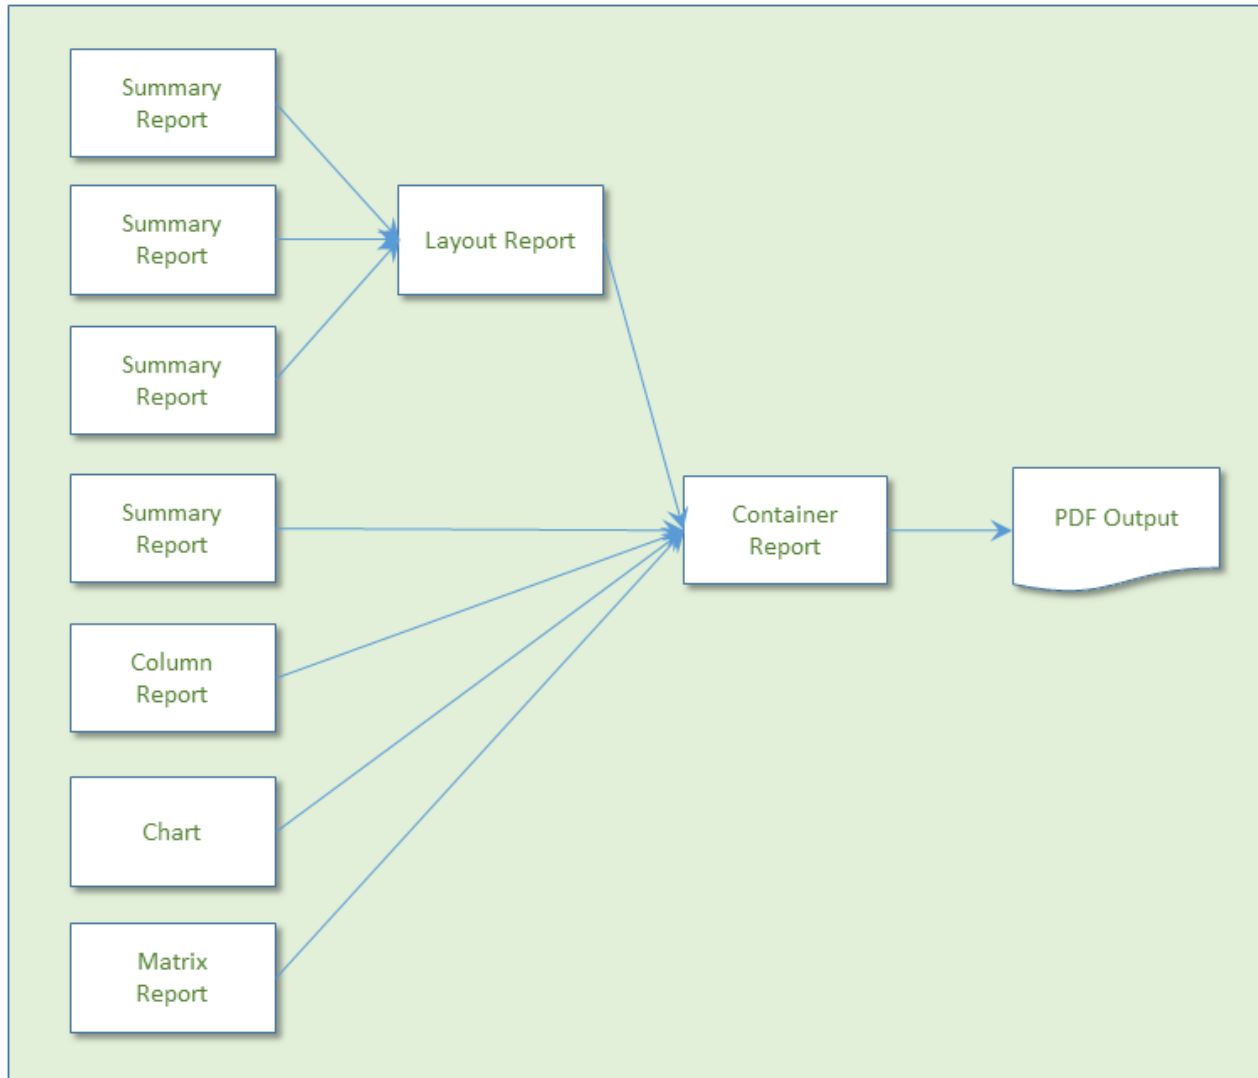 Summary
Report
Summary
Report
Layout Report
Summary
Report
Summary
Report
Container
Report
PDF Output
Column
Report
Chart
Matrix
Report